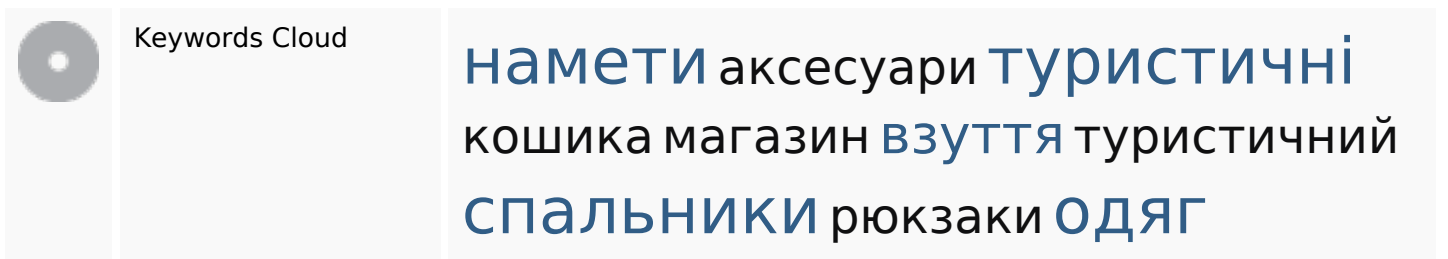 Keywords Cloud
намети аксесуари туристичні
кошика магазин взуття туристичний
спальники рюкзаки одяг